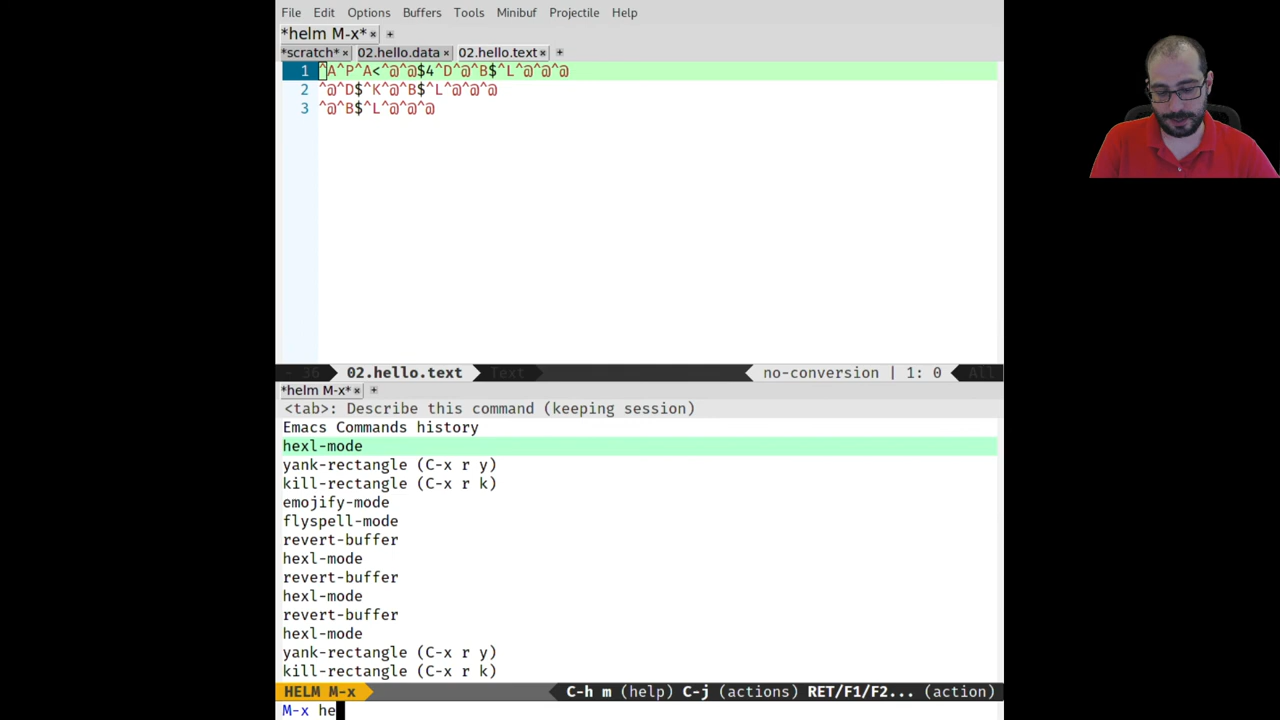 File Edit Options Buffers Tools Minibuf Projectile Help
*helm M-x* × +
*scratch* × 02.hello.data × 02.hello.text × +
1 ^A^P^A<^@^@$4^D^@^B$^L^@^@^@
2 ^@^D$^K^@^B$^L^@^@^@
3 ^@^B$^L^@^@^@
- 36 02.hello.text Text no-conversion | 1: 0 All
*helm M-x* × +
<tab>: Describe this command (keeping session)
Emacs Commands history
hexl-mode
yank-rectangle (C-x r y)
kill-rectangle (C-x r k)
emojify-mode
flyspell-mode
revert-buffer
hexl-mode
revert-buffer
hexl-mode
revert-buffer
hexl-mode
yank-rectangle (C-x r y)
kill-rectangle (C-x r k)
HELM M-x C-h m (help) C-j (actions) RET/F1/F2... (action)
M-x he